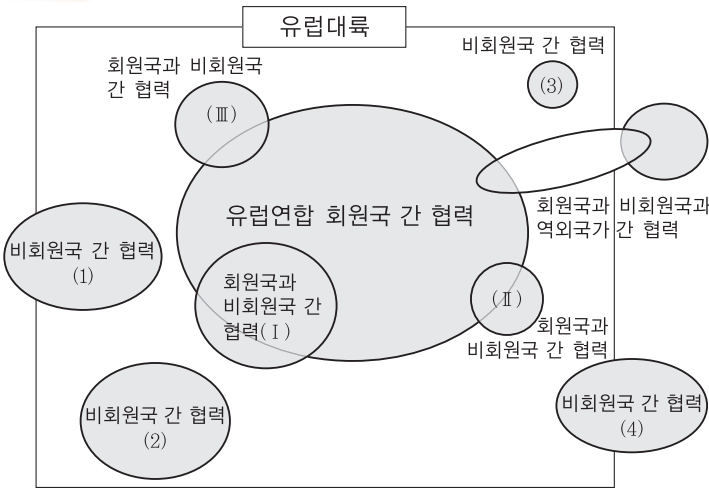 유럽대륙
비회원국 간 협력
(3)
회원국과 비회원국
간 협력
(Ⅲ)
유럽연합 회원국 간 협력
회원국과 비회원국과
역외국가 간 협력
비회원국 간 협력
(1)
회원국과
비회원국 간
협력(Ⅰ)
(Ⅱ)
회원국과
비회원국 간 협력
비회원국 간 협력
(2)
비회원국 간 협력
(4)